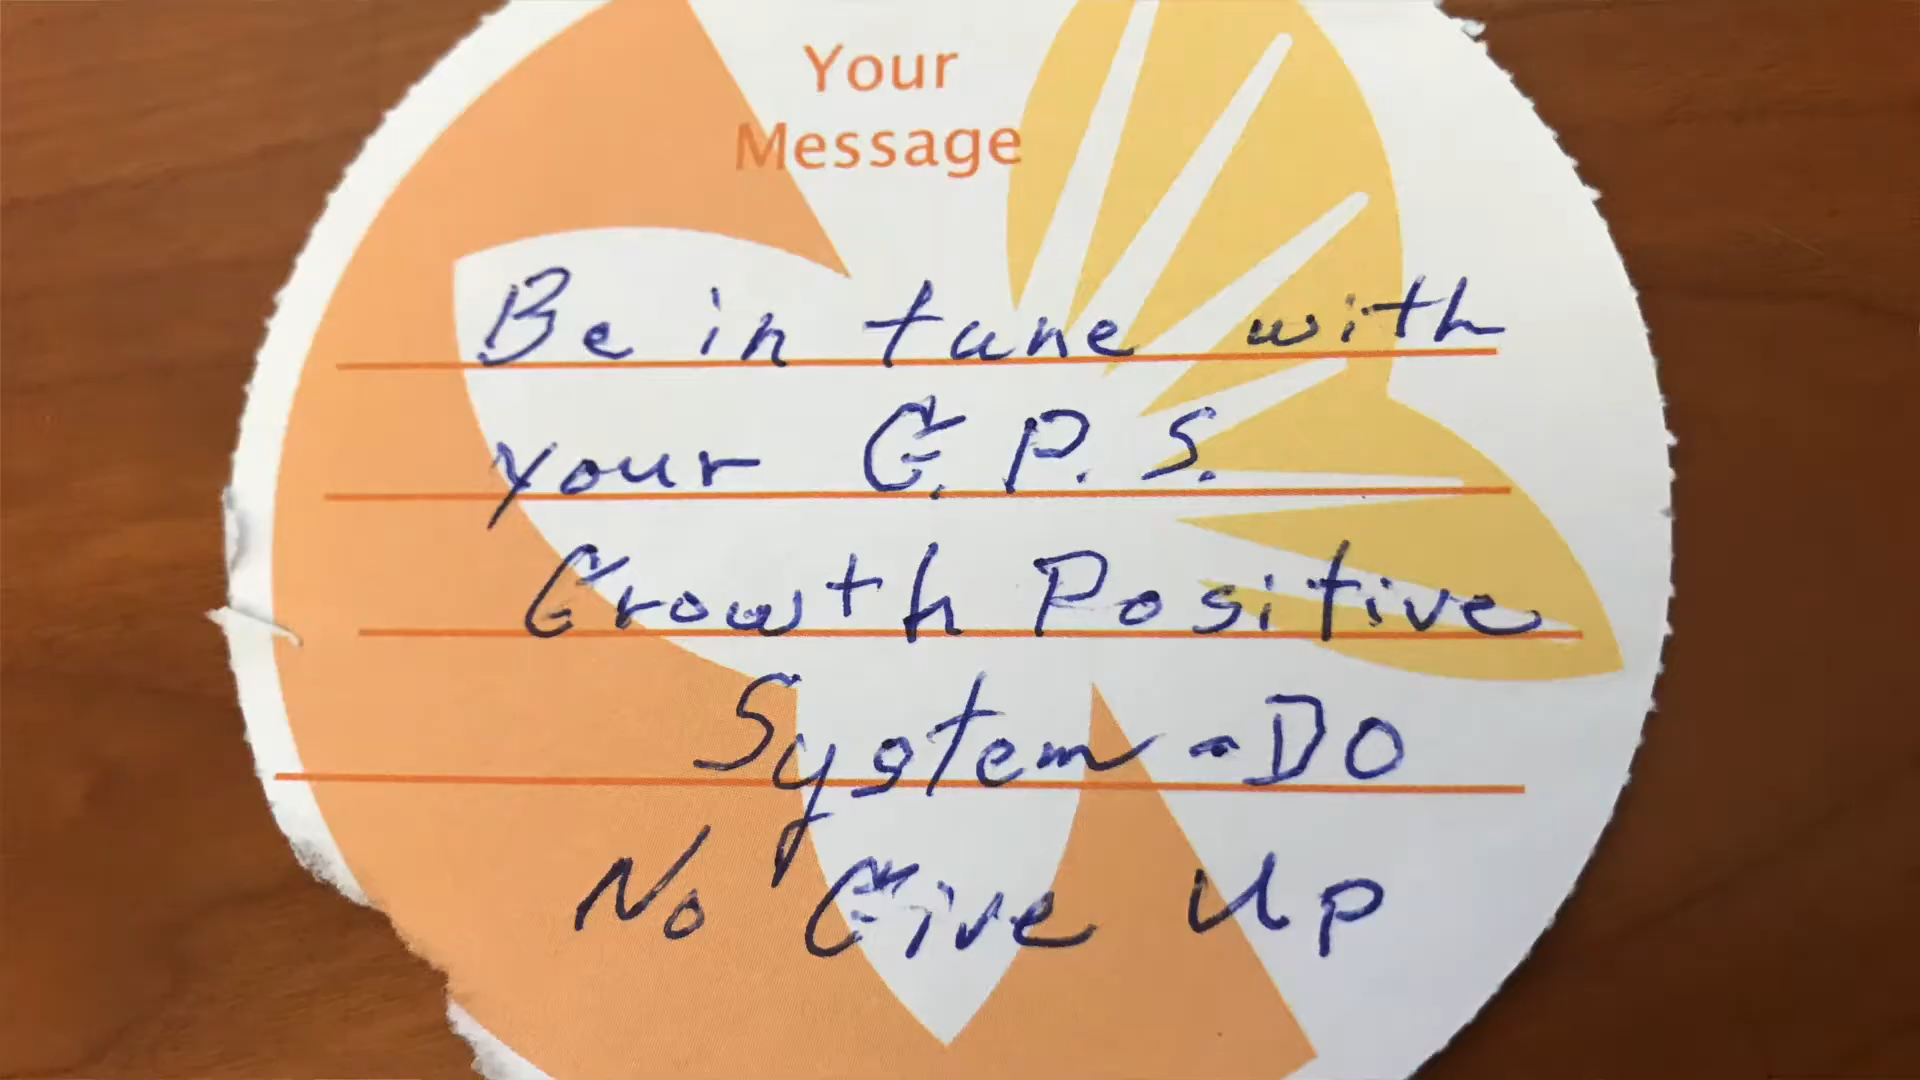 Your
Message
Be in tune with
your G.P.S.
Growth Positive
System - DO
No Give Up